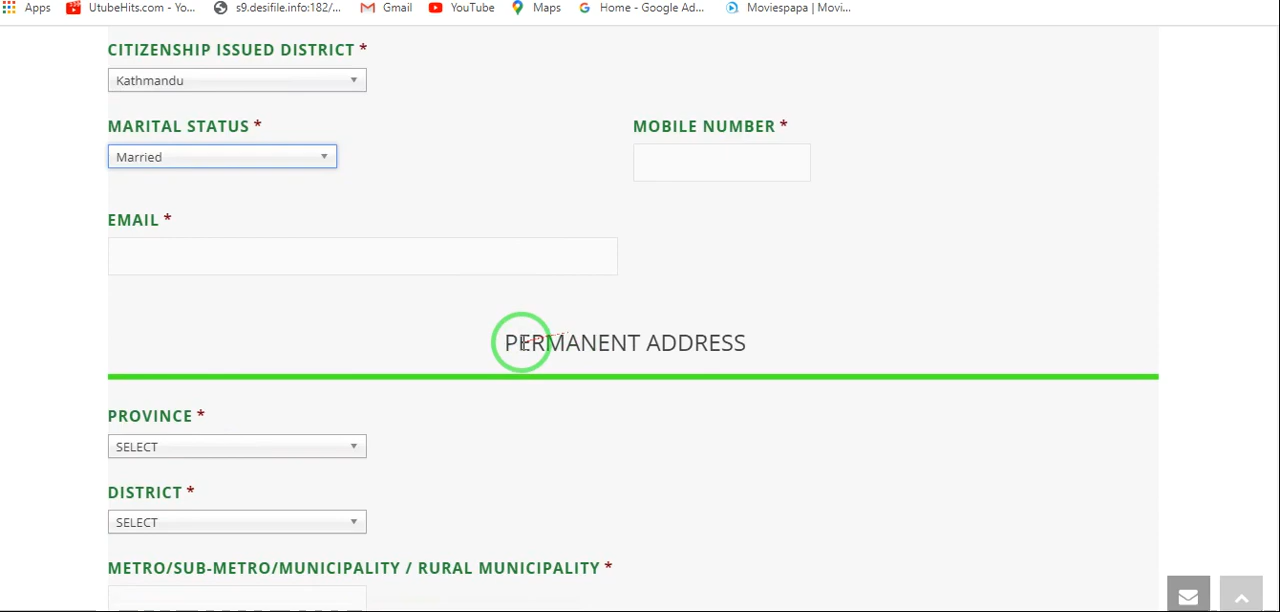 Apps UtubeHits.com - Yo... s9.desifile.info:182/... Gmail YouTube Maps Home - Google Ad... Moviespapa | Movi...
CITIZENSHIP ISSUED DISTRICT *
Kathmandu
MARITAL STATUS * MOBILE NUMBER *
Married
EMAIL *
PERMANENT ADDRESS
PROVINCE *
SELECT
DISTRICT *
SELECT
METRO/SUB-METRO/MUNICIPALITY / RURAL MUNICIPALITY *